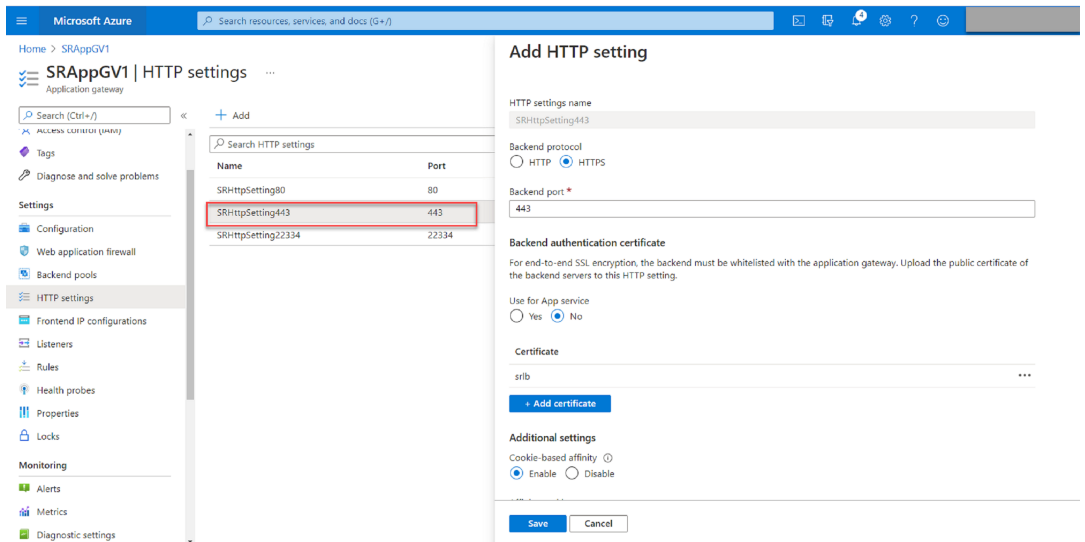 Microsoft Azure
Search resources, services, and docs (G+/)
4
?
Home > SRAppGV1
SRAppGV1 | HTTP settings ...
Application gateway
Search (Ctrl+/)
«
Access control (IAM)
Tags
Diagnose and solve problems
Settings
Configuration
Web application firewall
Backend pools
HTTP settings
Frontend IP configurations
Listeners
Rules
Health probes
Properties
Locks
Monitoring
Alerts
Metrics
Diagnostic settings
+ Add
Search HTTP settings
Name Port
SRHttpSetting80 80
SRHttpSetting443 443
SRHttpSetting22334 22334
Add HTTP setting
HTTP settings name
SRHttpSetting443
Backend protocol
HTTP HTTPS
Backend port *
443
Backend authentication certificate
For end-to-end SSL encryption, the backend must be whitelisted with the application gateway. Upload the public certificate of
the backend servers to this HTTP setting.
Use for App service
Yes No
Certificate
srlb ...
+ Add certificate
Additional settings
Cookie-based affinity
Enable Disable
Save Cancel